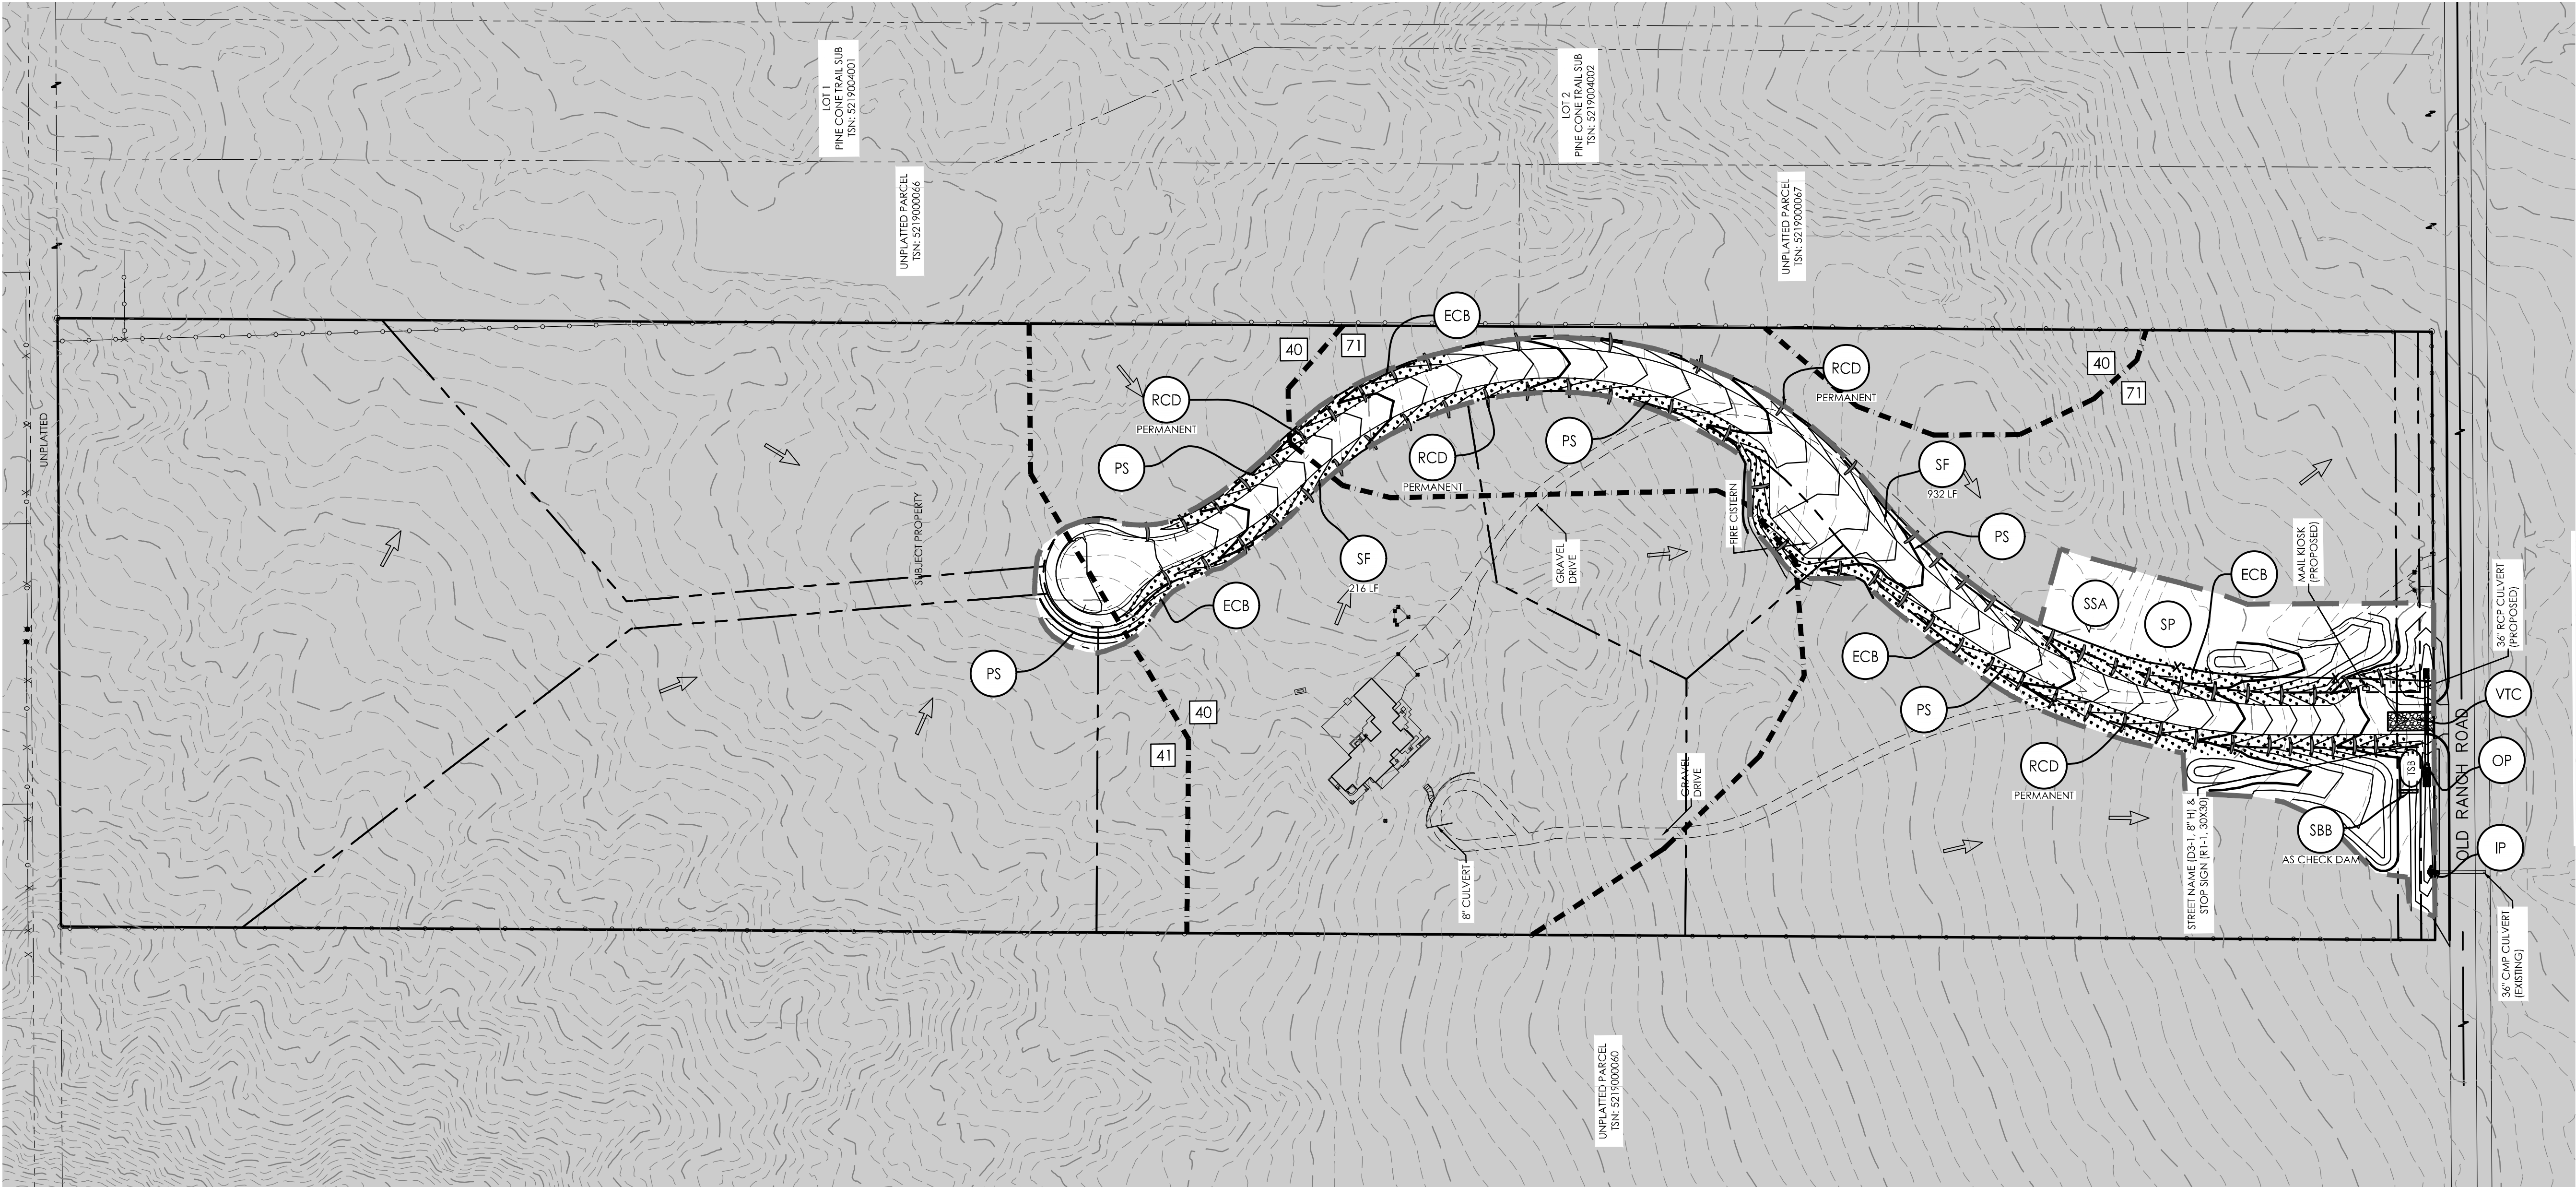 LOT 1
PINE CONE TRAIL SUB
TSN: 5219004001
LOT 2
PINE CONE TRAIL SUB
TSN: 5219004002
UNPLATTED PARCEL
TSN: 5219000066
UNPLATTED PARCEL
TSN: 5219000067
UNPLATTED
SUBJECT PROPERTY
ECB
40
71
RCD
PERMANENT
RCD
PERMANENT
40
71
PS
RCD
PERMANENT
PS
SF
932 LF
FIRE CISTERN
PS
SF
216 LF
GRAVEL
DRIVE
ECB
MAIL KIOSK
(PROPOSED)
SSA
SP
ECB
36" RCP CULVERT
(PROPOSED)
PS
ECB
VTC
40
41
PS
OLD RANCH ROAD
GRAVEL
DRIVE
RCD
PERMANENT
TSB
OP
STREET NAME (D3-1, 8" H) &
STOP SIGN (R1-1, 30X30)
SBB
AS CHECK DAM
IP
8" CULVERT
36" CMP CULVERT
(EXISTING)
UNPLATTED PARCEL
TSN: 5219000060